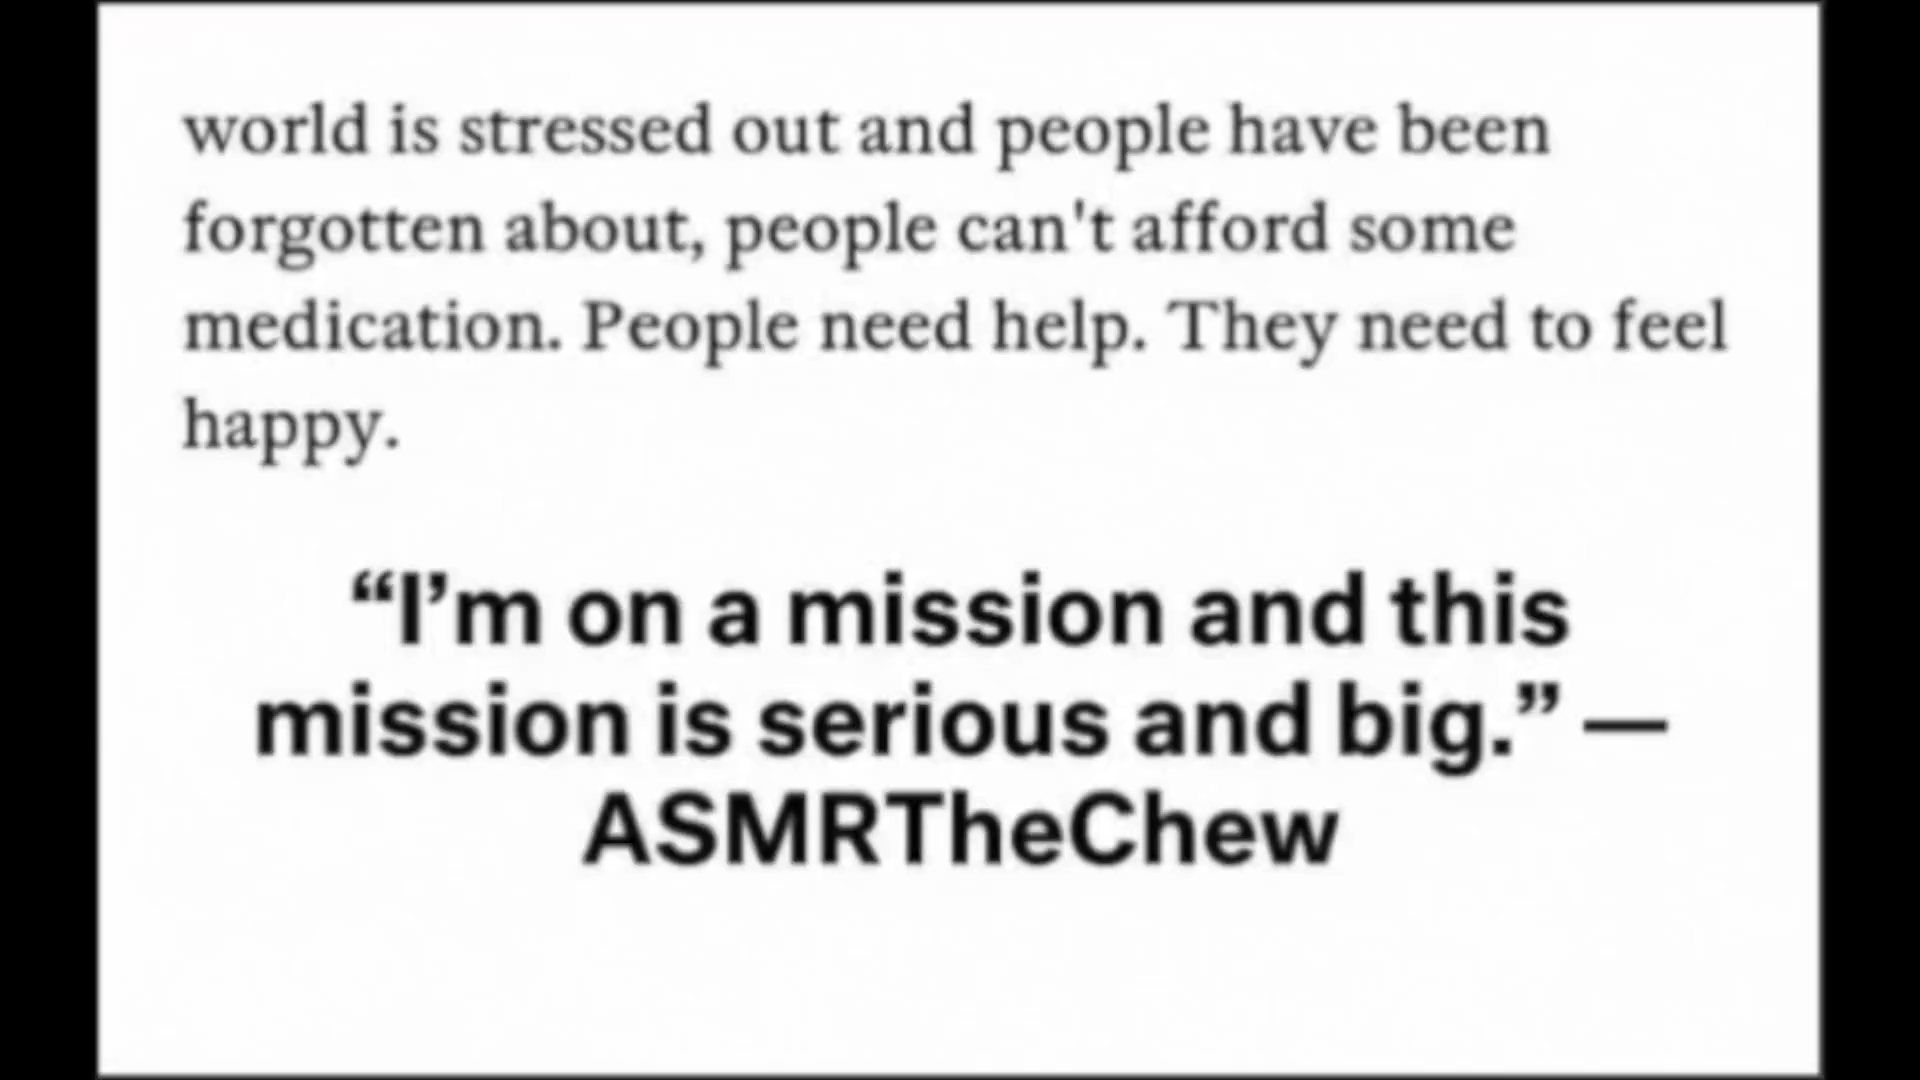 world is stressed out and people have been
forgotten about, people can't afford some
medication. People need help. They need to feel
happy.
“I’m on a mission and this
mission is serious and big.” —
ASMRTheChew